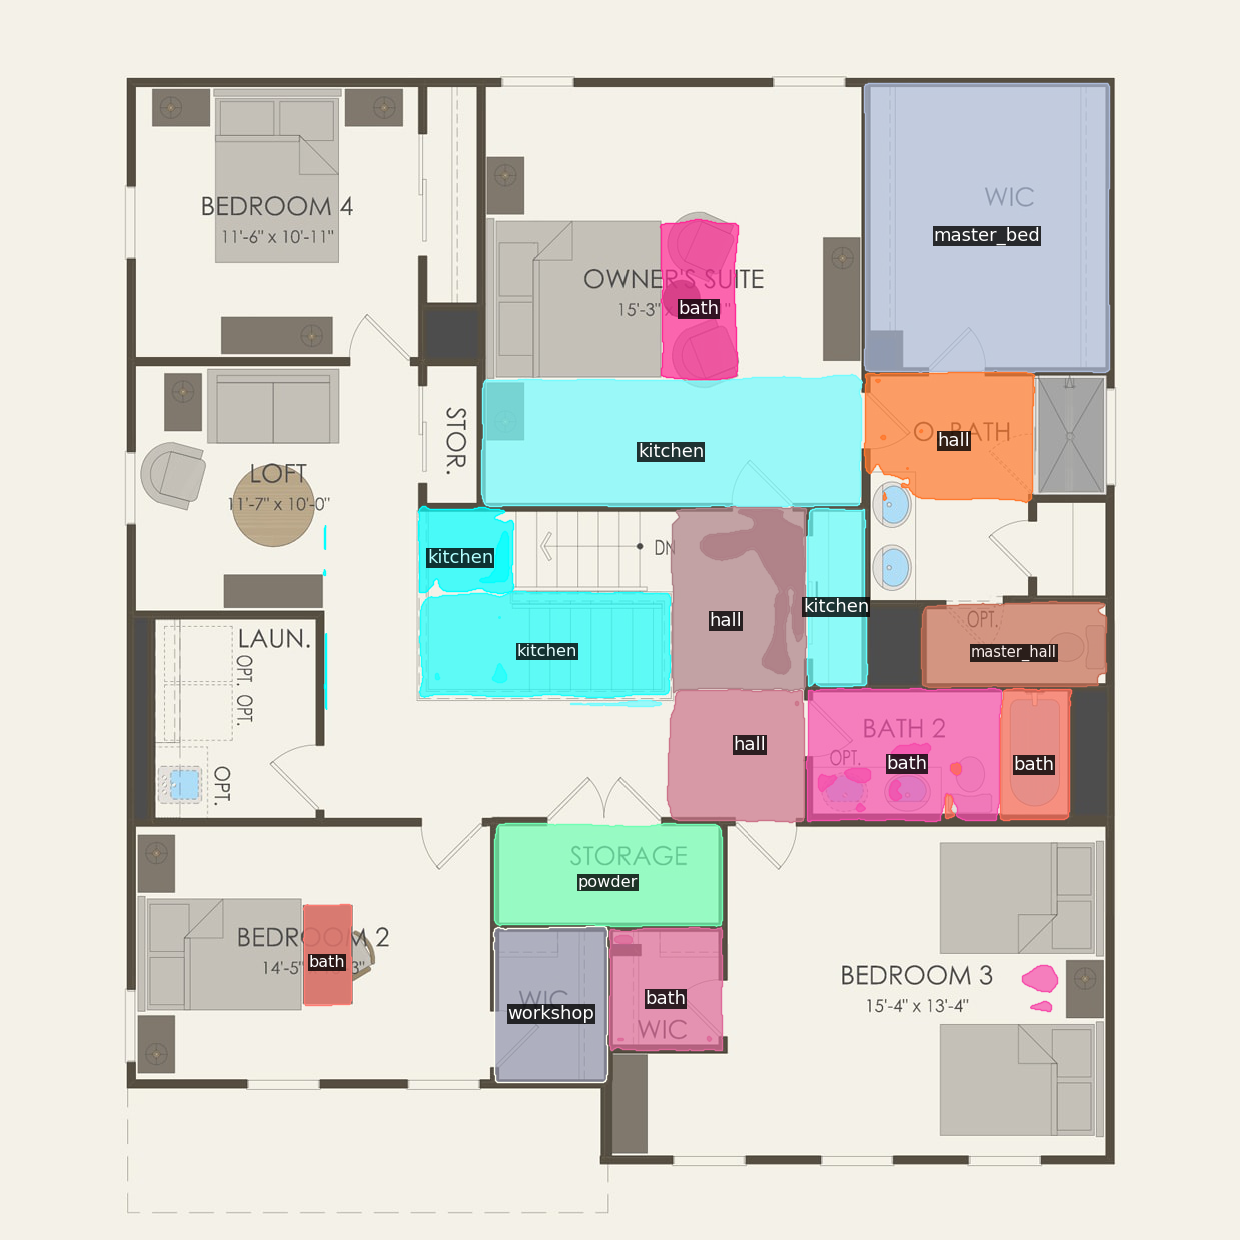 WIC
master_bed
BEDROOM 4
11'-6" x 10'-11"
OWNER'S SUITE
15'-3"
bath
STOR.
kitchen
O. BATH
hall
LOFT
11'-7" x 10'-0"
kitchen
DN
kitchen
hall
kitchen
OPT.
master_hall
LAUN.
OPT.
OPT.
OPT.
hall
BATH 2
OPT.
bath
bath
STORAGE
powder
BEDROOM 2
14'-5"
bath
WIC
workshop
bath
WIC
BEDROOM 3
15'-4" x 13'-4"